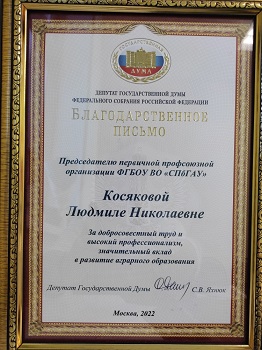 ГОСУДАРСТВЕННАЯ
ДУМА
ДЕПУТАТ ГОСУДАРСТВЕННОЙ ДУМЫ
ФЕДЕРАЛЬНОГО СОБРАНИЯ РОССИЙСКОЙ ФЕДЕРАЦИИ
БЛАГОДАРСТВЕННОЕ
ПИСЬМО
Председателю первичной профсоюзной
организации ФГБОУ ВО «СПбГАУ»
Косяковой
Людмиле Николаевне
За добросовестный труд и
высокий профессионализм,
значительный вклад
в развитие аграрного образования
Депутат Государственной Думы
С.В. Яхнюк
Москва, 2022